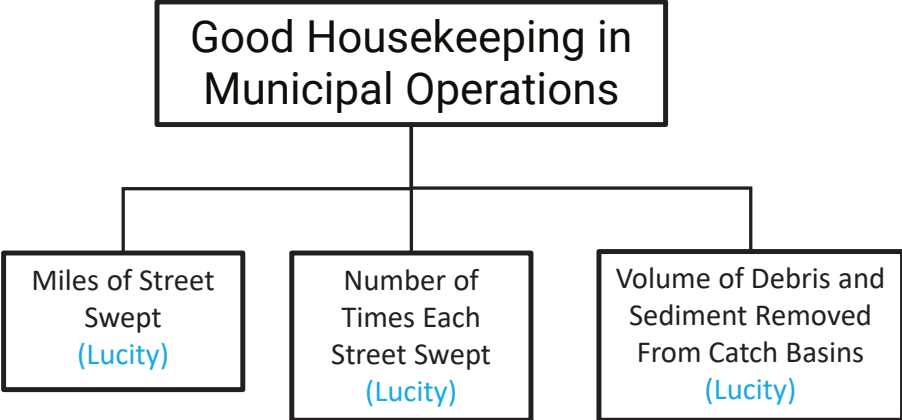 Good Housekeeping in
Municipal Operations
Miles of Street
Swept
(Lucity)
Number of
Times Each
Street Swept
(Lucity)
Volume of Debris and
Sediment Removed
From Catch Basins
(Lucity)